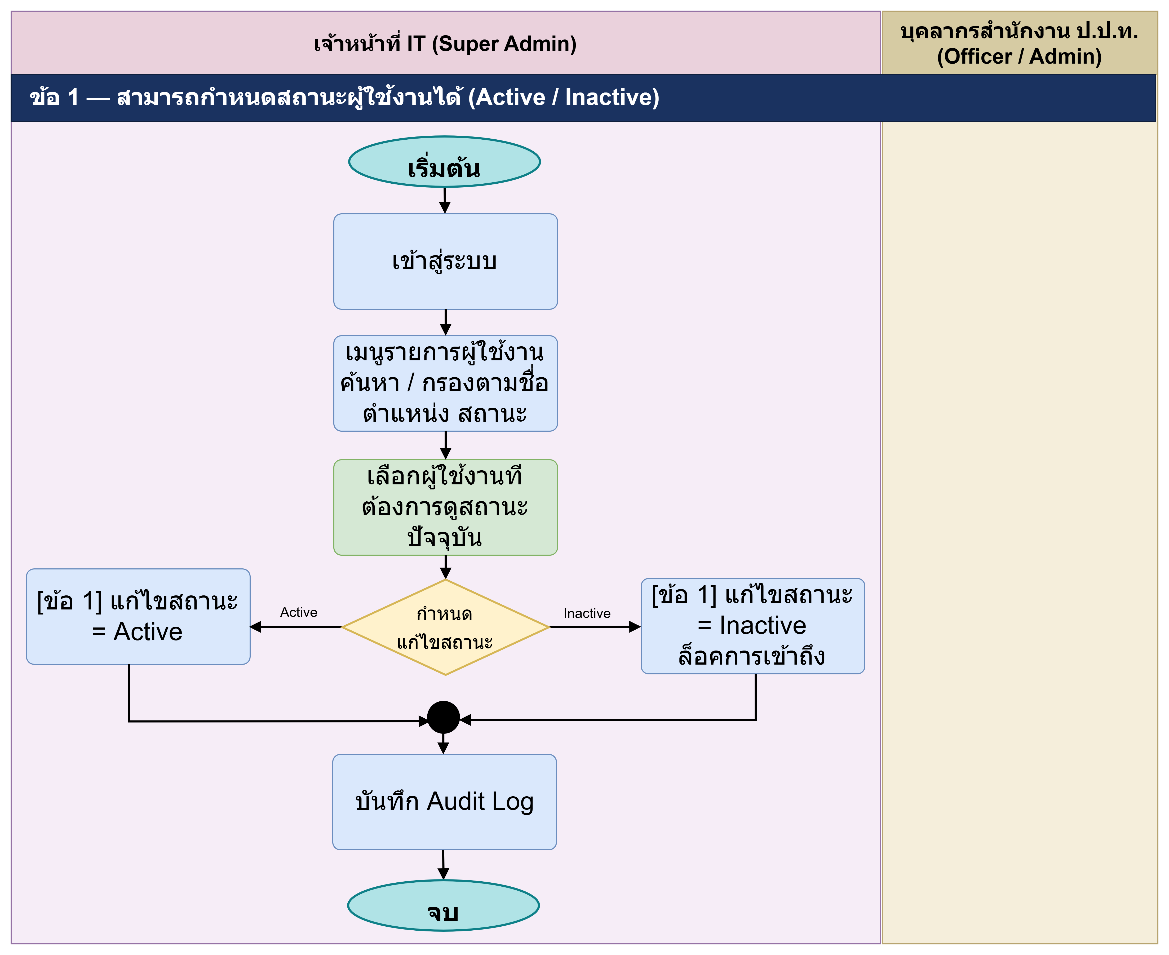 เจ้าหน้าที่ IT (Super Admin)
บุคลากรสำนักงาน ป.ป.ท.
(Officer / Admin)
ข้อ 1 — สามารถกำหนดสถานะผู้ใช้งานได้ (Active / Inactive)
เริ่มต้น
เข้าสู่ระบบ
เมนูรายการผู้ใช้งาน
ค้นหา / กรองตามชื่อ
ตำแหน่ง สถานะ
เลือกผู้ใช้งานที่
ต้องการดูสถานะ
ปัจจุบัน
[ข้อ 1] แก้ไขสถานะ
= Active
Active
กำหนด
แก้ไขสถานะ
Inactive
[ข้อ 1] แก้ไขสถานะ
= Inactive
ล็อคการเข้าถึง
บันทึก Audit Log
จบ